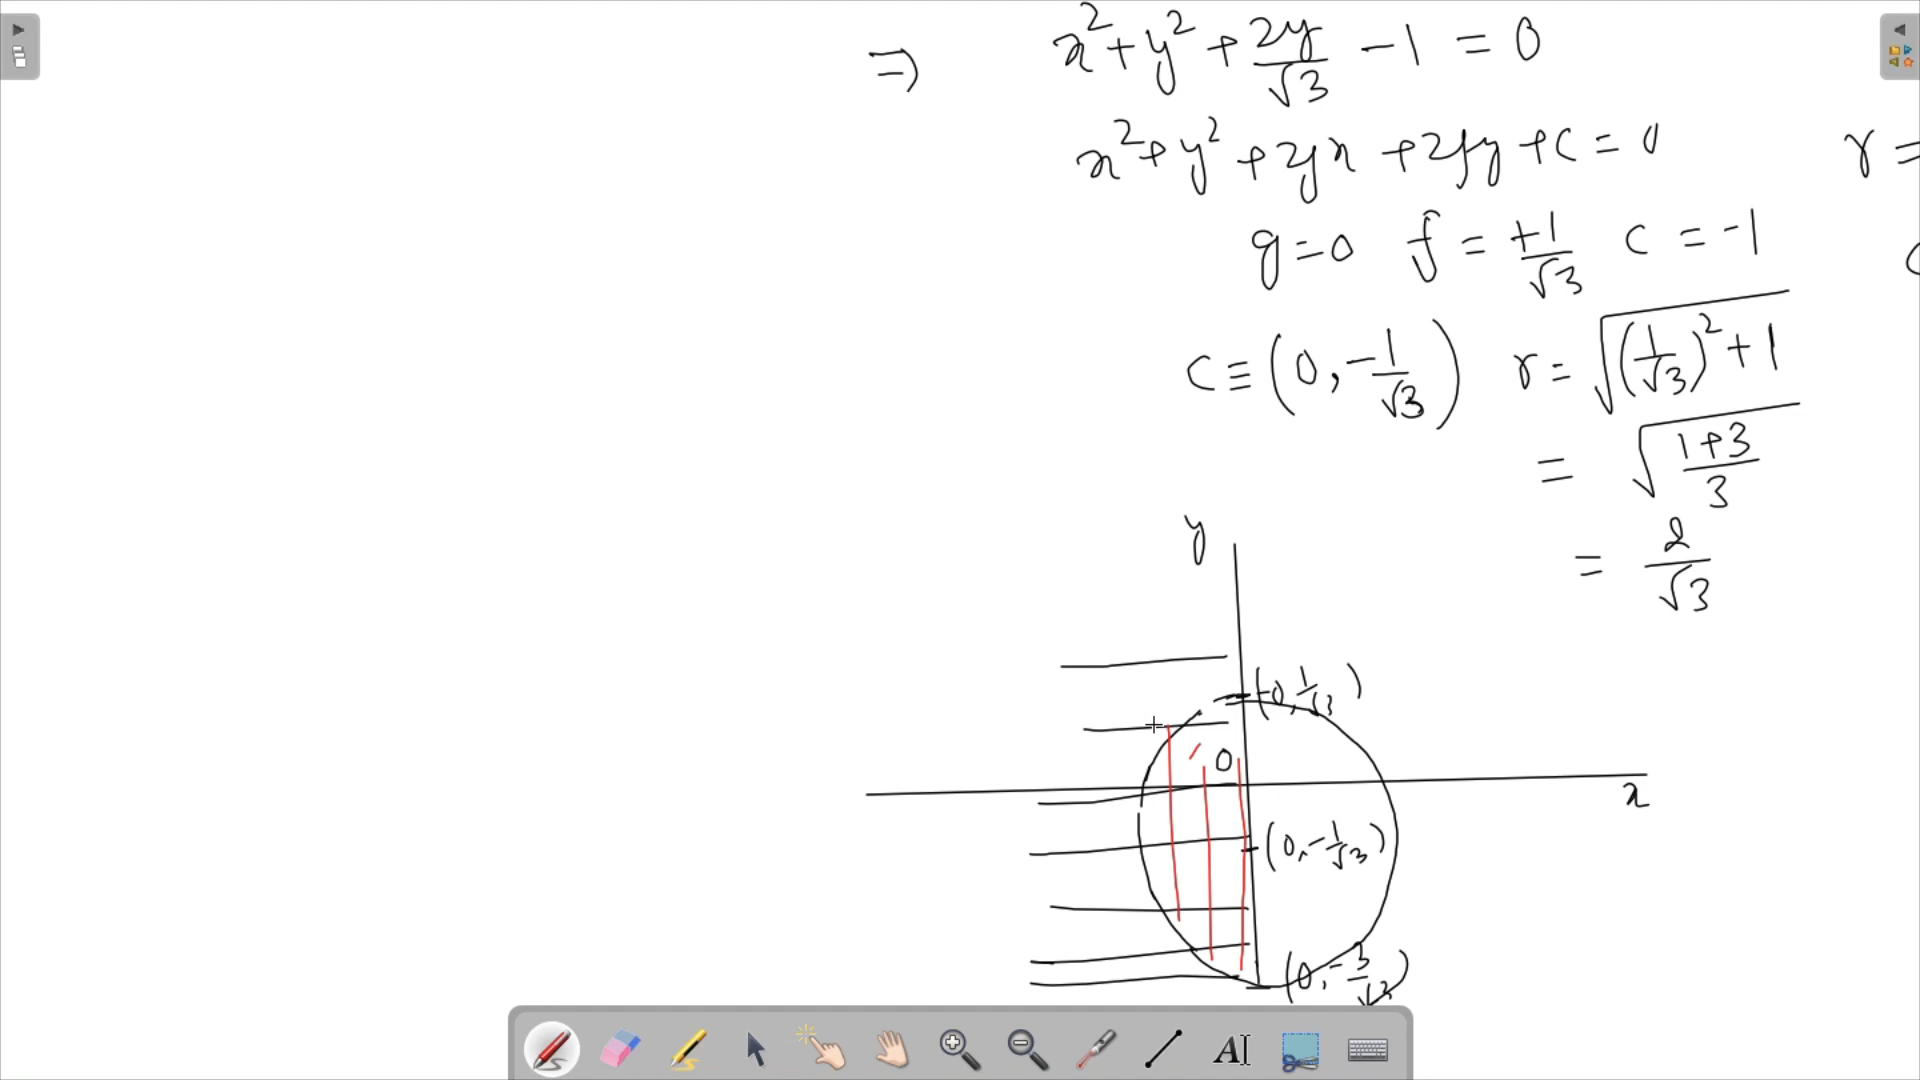 ⇒ x² + y² + 2y/√3 - 1 = 0
x² + y² + 2gx + 2fy + c = 0 r =
g = 0 f = +1/√3 c = -1
C ≡ (0, -1/√3) r = √((1/√3)² + 1)
= √((1+3)/3)
= 2/√3
y
(0, 1/√3)
0
x
(0, -1/√3)
(0, -3/√3)
A